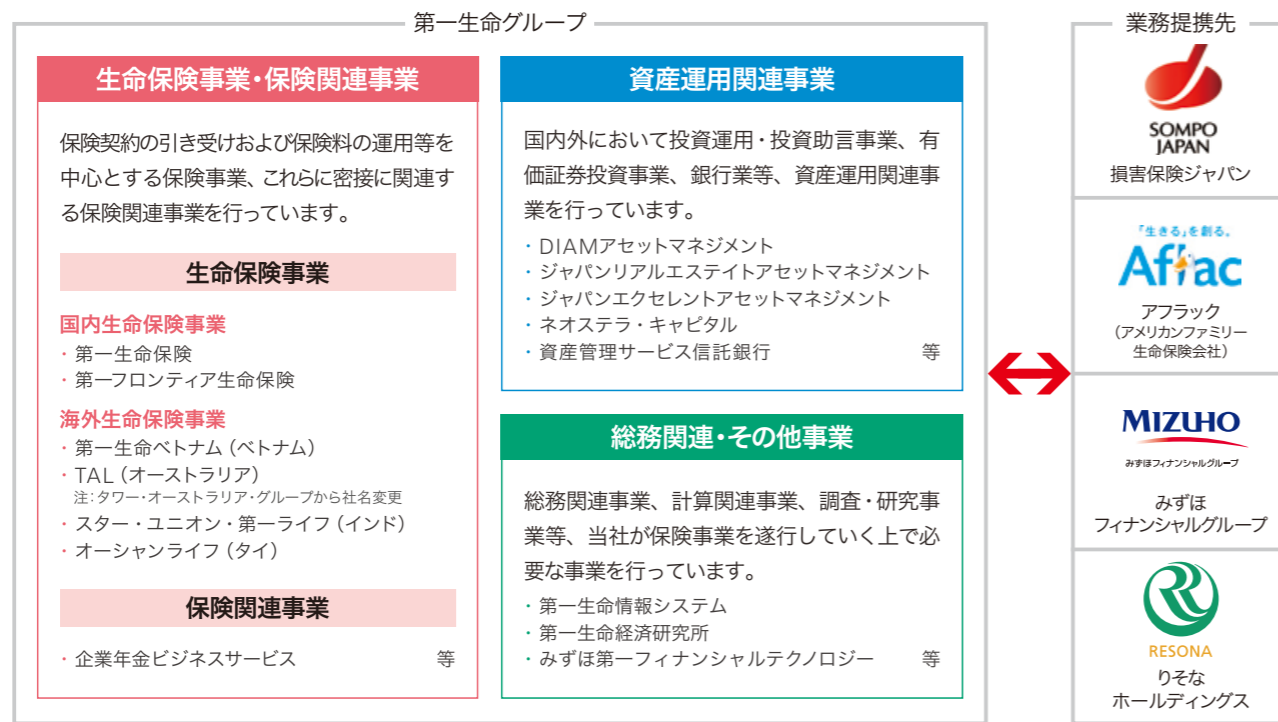 第一生命グループ
生命保険事業・保険関連事業
保険契約の引き受けおよび保険料の運用等を
中心とする保険事業、これらに密接に関連す
る保険関連事業を行っています。
生命保険事業
国内生命保険事業
・第一生命保険
・第一フロンティア生命保険
海外生命保険事業
・第一生命ベトナム（ベトナム）
・TAL（オーストラリア）
注：タワー・オーストラリア・グループから社名変更
・スター・ユニオン・第一ライフ（インド）
・オーシャンライフ（タイ）
保険関連事業
・企業年金ビジネスサービス 等
資産運用関連事業
国内外において投資運用・投資助言事業、有
価証券投資事業、銀行業等、資産運用関連事
業を行っています。
・DIAMアセットマネジメント
・ジャパンリアルエステイトアセットマネジメント
・ジャパンエクセレントアセットマネジメント
・ネオステラ・キャピタル
・資産管理サービス信託銀行 等
総務関連・その他事業
総務関連事業、計算関連事業、調査・研究事
業等、当社が保険事業を遂行していく上で必
要な事業を行っています。
・第一生命情報システム
・第一生命経済研究所
・みずほ第一フィナンシャルテクノロジー 等
業務提携先
SOMPO
JAPAN
損害保険ジャパン
「生きる」を創る。
Aflac
アフラック
（アメリカンファミリー
生命保険会社）
MIZUHO
みずほフィナンシャルグループ
みずほ
フィナンシャルグループ
RESONA
りそな
ホールディングス